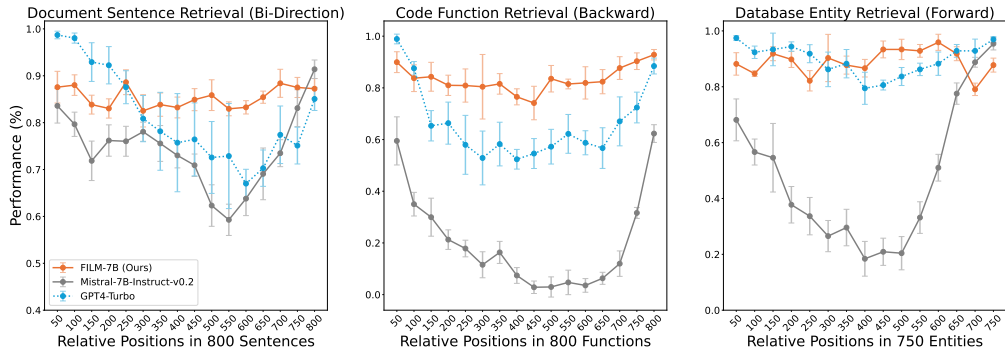 Document Sentence Retrieval (Bi-Direction)
Performance (%)
1.0
0.9
0.8
0.7
0.6
0.5
0.4
FILM-7B (Ours)
Mistral-7B-Instruct-v0.2
GPT4-Turbo
50 100 150 200 250 300 350 400 450 500 550 600 650 700 750 800
Relative Positions in 800 Sentences
Code Function Retrieval (Backward)
1.0
0.8
0.6
0.4
0.2
0.0
50 100 150 200 250 300 350 400 450 500 550 600 650 700 750 800
Relative Positions in 800 Functions
Database Entity Retrieval (Forward)
1.0
0.8
0.6
0.4
0.2
0.0
50 100 150 200 250 300 350 400 450 500 550 600 650 700 750
Relative Positions in 750 Entities